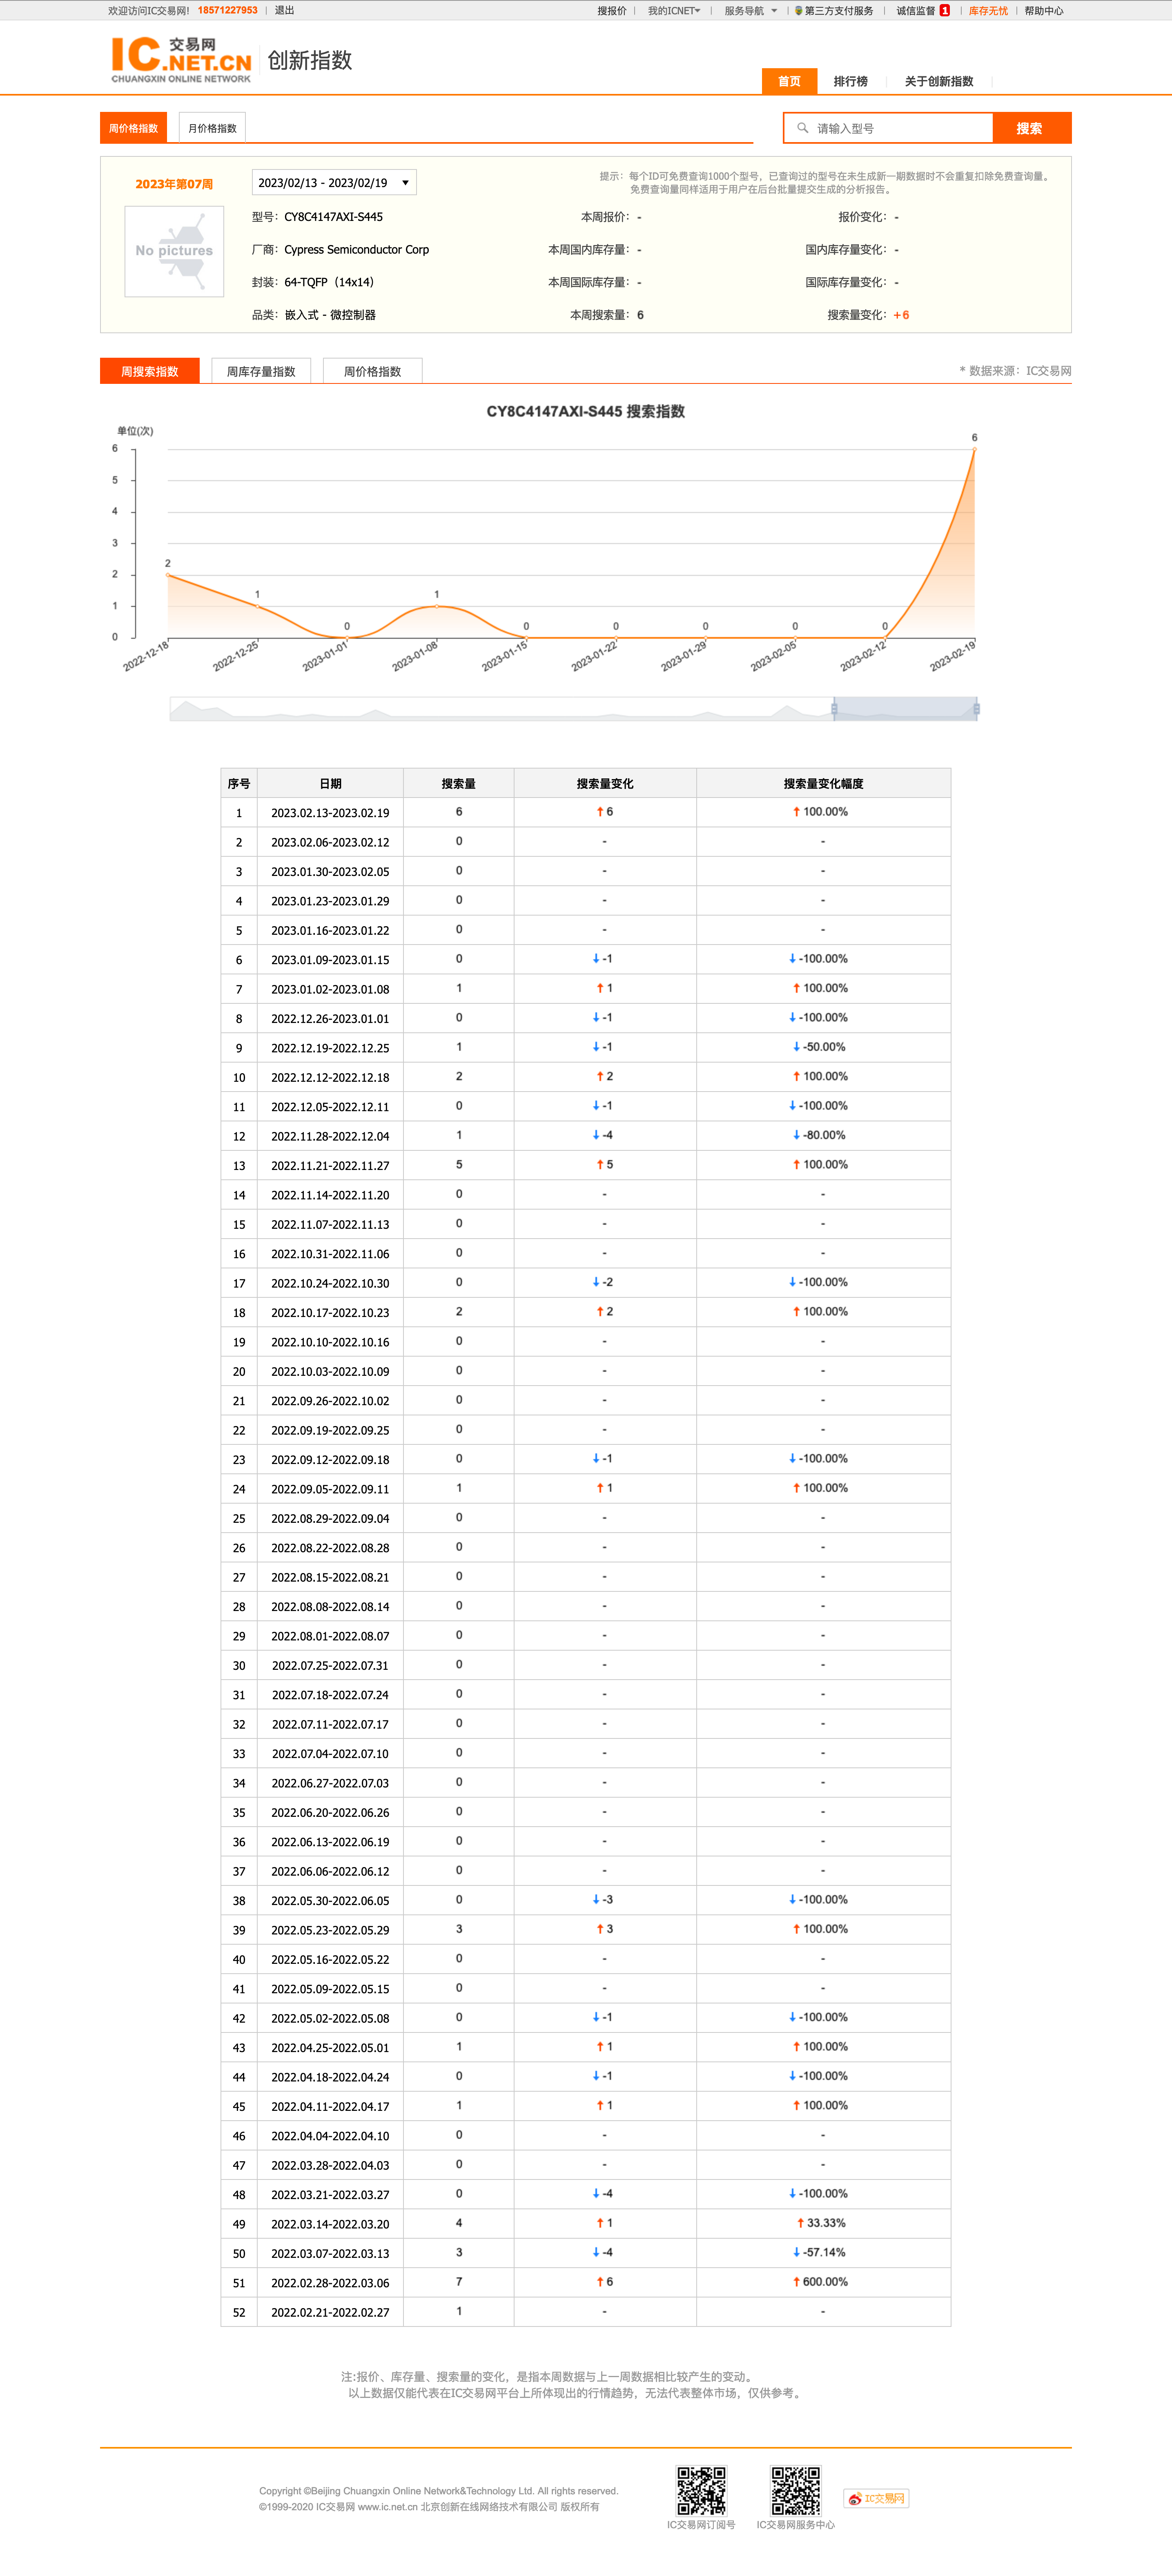 欢迎访问IC交易网! 18571227953 | 退出 搜报价 | 我的ICNET | 服务导航 | 第三方支付服务 | 诚信监督 1 | 库存无忧 | 帮助中心
IC 交易网 .NET.CN CHUANGXIN ONLINE NETWORK 创新指数
首页 排行榜 关于创新指数
周价格指数 月价格指数 请输入型号 搜索
2023年第07周 2023/02/13 - 2023/02/19 ▼
提示：每个ID可免费查询1000个型号，已查询过的型号在未生成新一期数据时不会重复扣除免费查询量。
免费查询量同样适用于用户在后台批量提交生成的分析报告。
No pictures
型号：CY8C4147AXI-S445 本周报价：- 报价变化：-
厂商：Cypress Semiconductor Corp 本周国内库存量：- 国内库存量变化：-
封装：64-TQFP（14x14） 本周国际库存量：- 国际库存量变化：-
品类：嵌入式 - 微控制器 本周搜索量：6 搜索量变化：+6
周搜索指数 周库存量指数 周价格指数 * 数据来源：IC交易网
CY8C4147AXI-S445 搜索指数
单位(次)
6
5
4
3
2
1
0
2 1 0 1 0 0 0 0 0 6
2022-12-18 2022-12-25 2023-01-01 2023-01-08 2023-01-15 2023-01-22 2023-01-29 2023-02-05 2023-02-12 2023-02-19
序号 日期 搜索量 搜索量变化 搜索量变化幅度
1 2023.02.13-2023.02.19 6 ↑6 ↑100.00%
2 2023.02.06-2023.02.12 0 - -
3 2023.01.30-2023.02.05 0 - -
4 2023.01.23-2023.01.29 0 - -
5 2023.01.16-2023.01.22 0 - -
6 2023.01.09-2023.01.15 0 ↓-1 ↓-100.00%
7 2023.01.02-2023.01.08 1 ↑1 ↑100.00%
8 2022.12.26-2023.01.01 0 ↓-1 ↓-100.00%
9 2022.12.19-2022.12.25 1 ↓-1 ↓-50.00%
10 2022.12.12-2022.12.18 2 ↑2 ↑100.00%
11 2022.12.05-2022.12.11 0 ↓-1 ↓-100.00%
12 2022.11.28-2022.12.04 1 ↓-4 ↓-80.00%
13 2022.11.21-2022.11.27 5 ↑5 ↑100.00%
14 2022.11.14-2022.11.20 0 - -
15 2022.11.07-2022.11.13 0 - -
16 2022.10.31-2022.11.06 0 - -
17 2022.10.24-2022.10.30 0 ↓-2 ↓-100.00%
18 2022.10.17-2022.10.23 2 ↑2 ↑100.00%
19 2022.10.10-2022.10.16 0 - -
20 2022.10.03-2022.10.09 0 - -
21 2022.09.26-2022.10.02 0 - -
22 2022.09.19-2022.09.25 0 - -
23 2022.09.12-2022.09.18 0 ↓-1 ↓-100.00%
24 2022.09.05-2022.09.11 1 ↑1 ↑100.00%
25 2022.08.29-2022.09.04 0 - -
26 2022.08.22-2022.08.28 0 - -
27 2022.08.15-2022.08.21 0 - -
28 2022.08.08-2022.08.14 0 - -
29 2022.08.01-2022.08.07 0 - -
30 2022.07.25-2022.07.31 0 - -
31 2022.07.18-2022.07.24 0 - -
32 2022.07.11-2022.07.17 0 - -
33 2022.07.04-2022.07.10 0 - -
34 2022.06.27-2022.07.03 0 - -
35 2022.06.20-2022.06.26 0 - -
36 2022.06.13-2022.06.19 0 - -
37 2022.06.06-2022.06.12 0 - -
38 2022.05.30-2022.06.05 0 ↓-3 ↓-100.00%
39 2022.05.23-2022.05.29 3 ↑3 ↑100.00%
40 2022.05.16-2022.05.22 0 - -
41 2022.05.09-2022.05.15 0 - -
42 2022.05.02-2022.05.08 0 ↓-1 ↓-100.00%
43 2022.04.25-2022.05.01 1 ↑1 ↑100.00%
44 2022.04.18-2022.04.24 0 ↓-1 ↓-100.00%
45 2022.04.11-2022.04.17 1 ↑1 ↑100.00%
46 2022.04.04-2022.04.10 0 - -
47 2022.03.28-2022.04.03 0 - -
48 2022.03.21-2022.03.27 0 ↓-4 ↓-100.00%
49 2022.03.14-2022.03.20 4 ↑1 ↑33.33%
50 2022.03.07-2022.03.13 3 ↓-4 ↓-57.14%
51 2022.02.28-2022.03.06 7 ↑6 ↑600.00%
52 2022.02.21-2022.02.27 1 - -
注:报价、库存量、搜索量的变化，是指本周数据与上一周数据相比较产生的变动。
以上数据仅能代表在IC交易网平台上所体现出的行情趋势，无法代表整体市场，仅供参考。
Copyright ©Beijing Chuangxin Online Network&Technology Ltd. All rights reserved.
©1999-2020 IC交易网 www.ic.net.cn 北京创新在线网络技术有限公司 版权所有
IC交易网订阅号 IC交易网服务中心 IC交易网